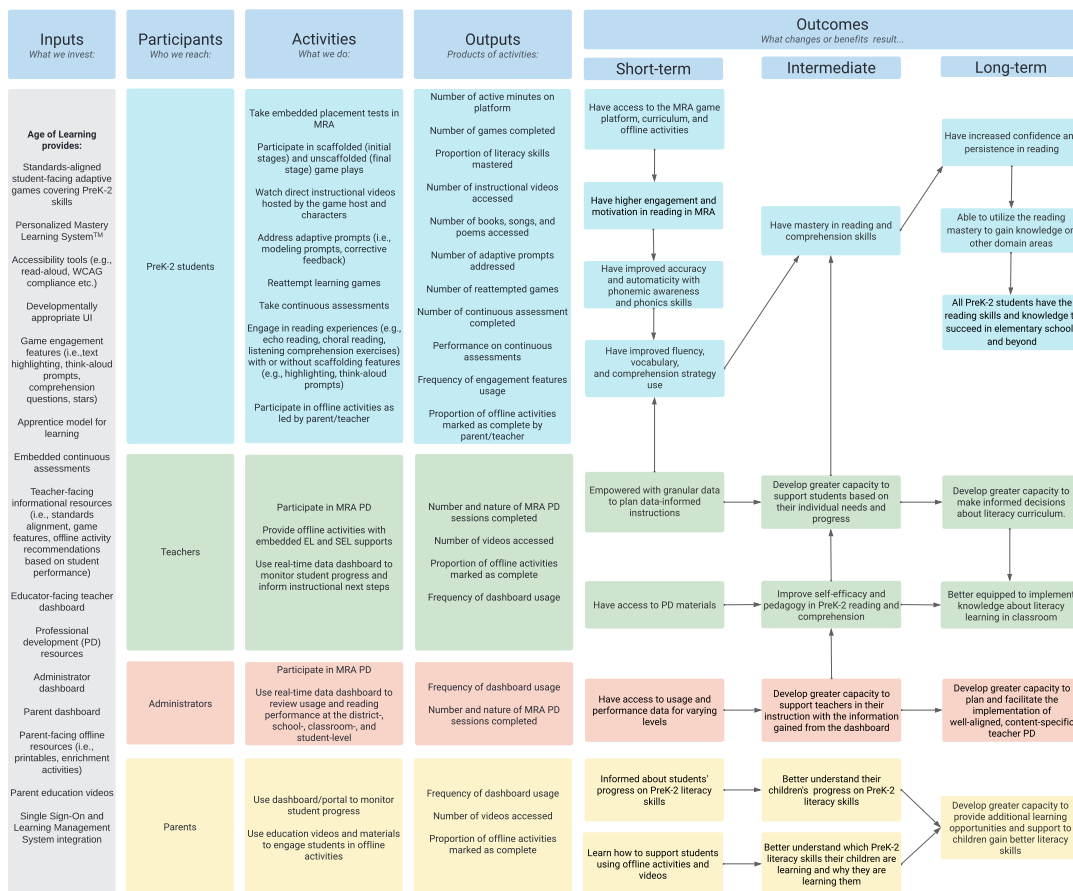 Inputs
What we invest:
Participants
Who we reach:
Activities
What we do:
Outputs
Products of activities:
Outcomes
What changes or benefits result...
Short-term
Intermediate
Long-term
Age of Learning
provides:
Standards-aligned
student-facing adaptive
games covering PreK-2
skills
Personalized Mastery
Learning System™
Accessibility tools (e.g.,
read-aloud, WCAG
compliance etc.)
Developmentally
appropriate UI
Game engagement
features (i.e.,text
highlighting, think-aloud
prompts,
comprehension
questions, stars)
Apprentice model for
learning
Embedded continuous
assessments
Teacher-facing
informational resources
(i.e., standards
alignment, game
features, offline activity
recommendations
based on student
performance)
Educator-facing teacher
dashboard
Professional
development (PD)
resources
Administrator
dashboard
Parent dashboard
Parent-facing offline
resources (i.e.,
printables, enrichment
activities)
Parent education videos
Single Sign-On and
Learning Management
System integration
PreK-2 students
Take embedded placement tests in
MRA
Participate in scaffolded (initial
stages) and unscaffolded (final
stage) game plays
Watch direct instructional videos
hosted by the game host and
characters
Address adaptive prompts (i.e.,
modeling prompts, corrective
feedback)
Reattempt learning games
Take continuous assessments
Engage in reading experiences (e.g.,
echo reading, choral reading,
listening comprehension exercises)
with or without scaffolding features
(e.g., highlighting, think-aloud
prompts)
Participate in offline activities as
led by parent/teacher
Number of active minutes on
platform
Number of games completed
Proportion of literacy skills
mastered
Number of instructional videos
accessed
Number of books, songs, and
poems accessed
Number of adaptive prompts
addressed
Number of reattempted games
Number of continuous assessment
completed
Performance on continuous
assessments
Frequency of engagement features
usage
Proportion of offline activities
marked as complete by
parent/teacher
Have access to the MRA game
platform, curriculum, and
offline activities
Have higher engagement and
motivation in reading in MRA
Have improved accuracy
and automaticity with
phonemic awareness
and phonics skills
Have improved fluency,
vocabulary,
and comprehension strategy
use
Have mastery in reading and
comprehension skills
Have increased confidence an
persistence in reading
Able to utilize the reading
mastery to gain knowledge on
other domain areas
All PreK-2 students have the
reading skills and knowledge t
succeed in elementary school
and beyond
Teachers
Participate in MRA PD
Provide offline activities with
embedded EL and SEL supports
Use real-time data dashboard to
monitor student progress and
inform instructional next steps
Number and nature of MRA PD
sessions completed
Number of videos accessed
Proportion of offline activities
marked as complete
Frequency of dashboard usage
Empowered with granular data
to plan data-informed
instructions
Develop greater capacity to
support students based on
their individual needs and
progress
Develop greater capacity to
make informed decisions
about literacy curriculum.
Have access to PD materials
Improve self-efficacy and
pedagogy in PreK-2 reading and
comprehension
Better equipped to implement
knowledge about literacy
learning in classroom
Administrators
Participate in MRA PD
Use real-time data dashboard to
review usage and reading
performance at the district-,
school-, classroom-, and
student-level
Frequency of dashboard usage
Number and nature of MRA PD
sessions completed
Have access to usage and
performance data for varying
levels
Develop greater capacity to
support teachers in their
instruction with the information
gained from the dashboard
Develop greater capacity to
plan and facilitate the
implementation of
well-aligned, content-specific
teacher PD
Parents
Use dashboard/portal to monitor
student progress
Use education videos and materials
to engage students in offline
activities
Frequency of dashboard usage
Number of videos accessed
Proportion of offline activities
marked as complete
Informed about students'
progress on PreK-2 literacy
skills
Better understand their
children's progress on PreK-2
literacy skills
Learn how to support students
using offline activities and
videos
Better understand which PreK-2
literacy skills their children are
learning and why they are
learning them
Develop greater capacity to
provide additional learning
opportunities and support to
children gain better literacy
skills